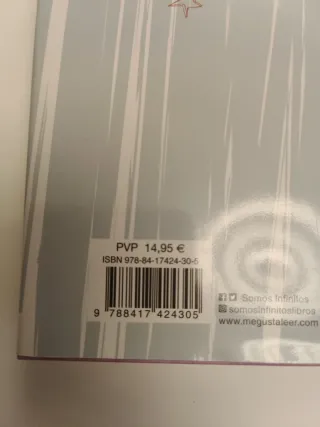 PVP 14,95 €
ISBN 978-84-17424-30-5
9 788417 424305
Somos Infinitos
somosinfinitoslibros
www.megustaleer.com